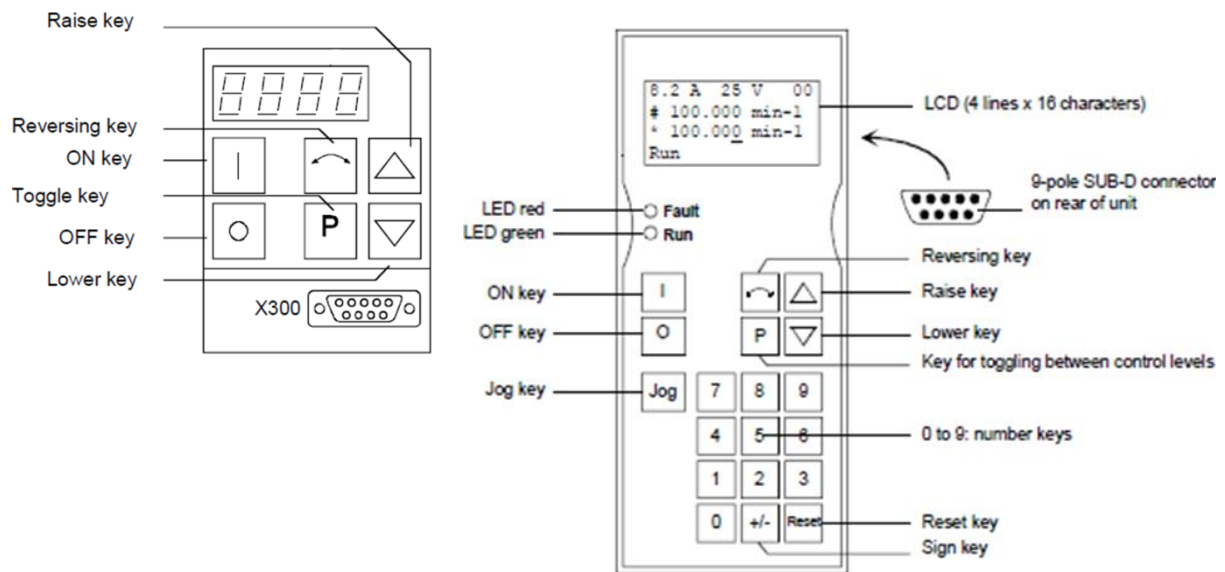 Raise key
Reversing key
ON key
Toggle key
OFF key
Lower key
P
X300
8.2 A 25 V 00
# 100.000 min-1
* 100.000 min-1
Run
LCD (4 lines x 16 characters)
9-pole SUB-D connector
on rear of unit
LED red
Fault
LED green
Run
Reversing key
ON key
I
Raise key
OFF key
O
P
Lower key
Key for toggling between control levels
Jog key
Jog
7 8 9
4 5 6
0 to 9: number keys
1 2 3
0 +/- Reset
Reset key
Sign key